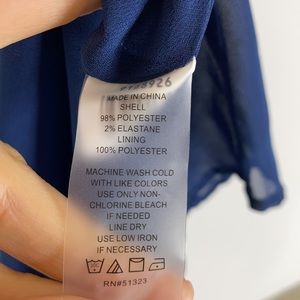 MADE IN CHINA
SHELL
98% POLYESTER
2% ELASTANE
LINING
100% POLYESTER
MACHINE WASH COLD
WITH LIKE COLORS
USE ONLY NON-
CHLORINE BLEACH
IF NEEDED
LINE DRY
USE LOW IRON
IF NECESSARY
RN#51323